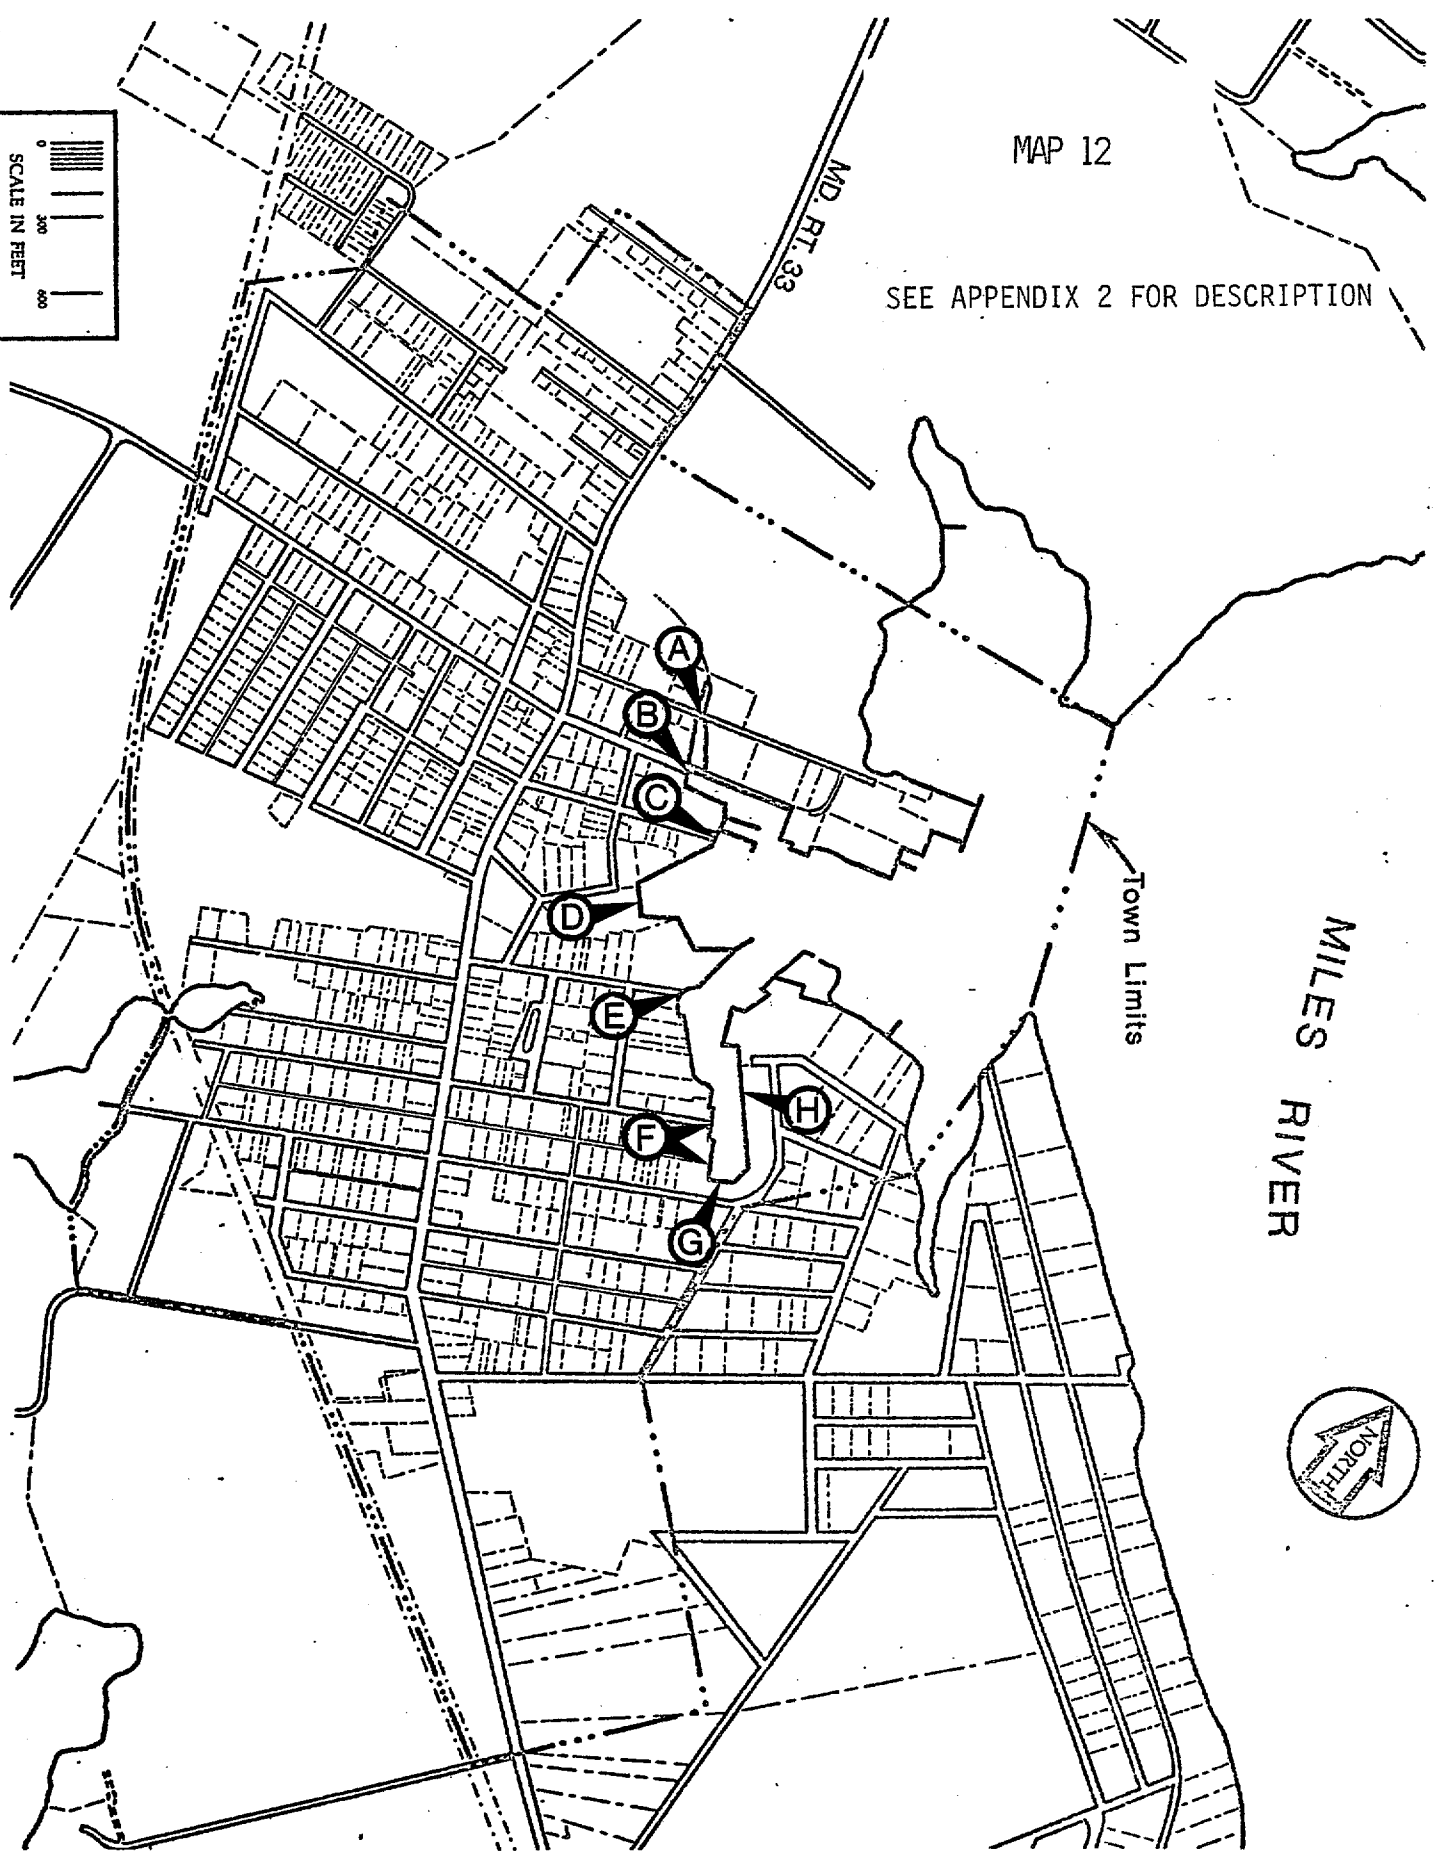 MAP 12
MD. RT. 33
SEE APPENDIX 2 FOR DESCRIPTION
0 300 600
SCALE IN FEET
A
B
C
D
E
F
G
H
Town Limits
MILES RIVER
NORTH